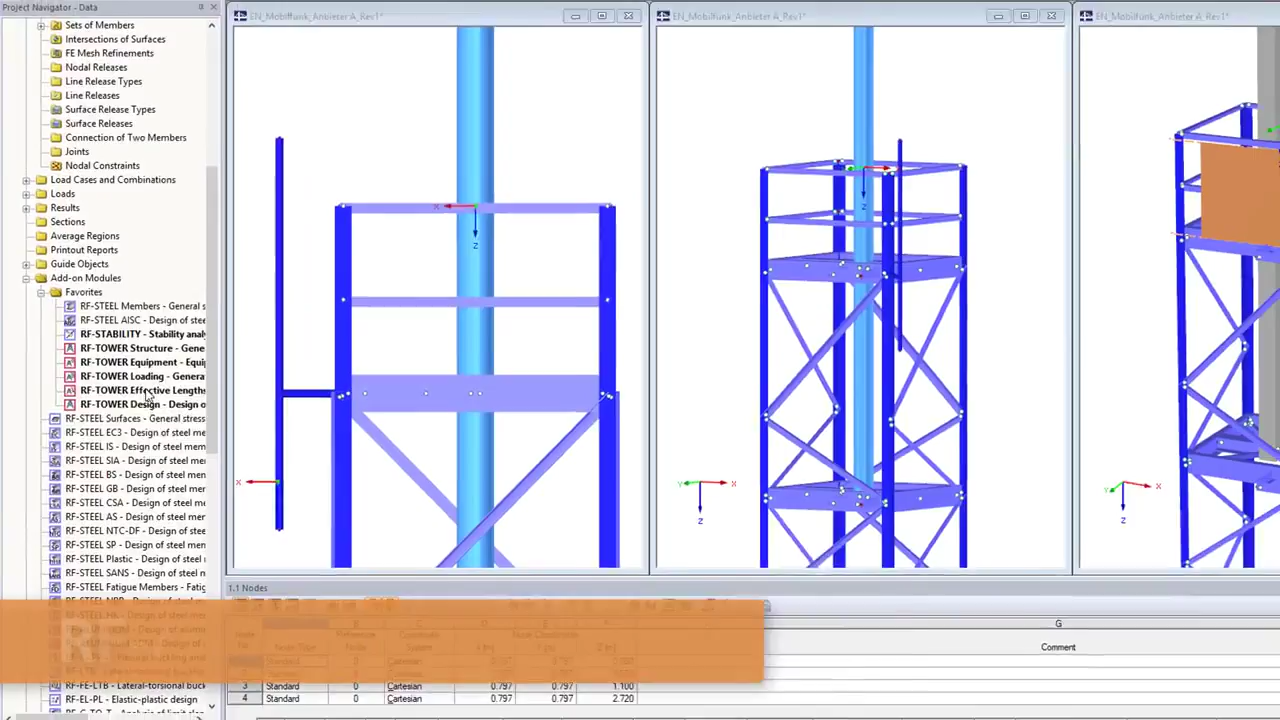 Project Navigator - Data
Sets of Members
Intersections of Surfaces
FE Mesh Refinements
Nodal Releases
Line Release Types
Line Releases
Surface Release Types
Surface Releases
Connection of Two Members
Joints
Nodal Constraints
Load Cases and Combinations
Loads
Results
Sections
Average Regions
Printout Reports
Guide Objects
Add-on Modules
Favorites
RF-STEEL Members - General s
RF-STEEL AISC - Design of stee
RF-STABILITY - Stability anal
RF-TOWER Structure - Gene
RF-TOWER Equipment - Equi
RF-TOWER Loading - Genera
RF-TOWER Effective Lengths
RF-TOWER Design - Design o
RF-STEEL Surfaces - General stress
RF-STEEL EC3 - Design of steel mem
RF-STEEL IS - Design of steel mem
RF-STEEL SIA - Design of steel mem
RF-STEEL BS - Design of steel mem
RF-STEEL GB - Design of steel mem
RF-STEEL CSA - Design of steel mem
RF-STEEL AS - Design of steel mem
RF-STEEL NTC-DF - Design of steel
RF-STEEL SP - Design of steel mem
RF-STEEL Plastic - Design of steel
RF-STEEL SANS - Design of steel
RF-STEEL Fatigue Members - Fatig
RF-FE-LTB - Lateral-torsional buck
RF-EL-PL - Elastic-plastic design
EN_Mobilfunk_Anbieter A_Rev1*
X
Z
X
EN_Mobilfunk_Anbieter A_Rev1*
Z
Y X
Z
EN_Mobilfunk_Anbieter A_Rev1*
Y X
Z
1.1 Nodes
G
Comment
3 Standard 0 Cartesian 0.797 0.797 1.100
4 Standard 0 Cartesian 0.797 0.797 2.720